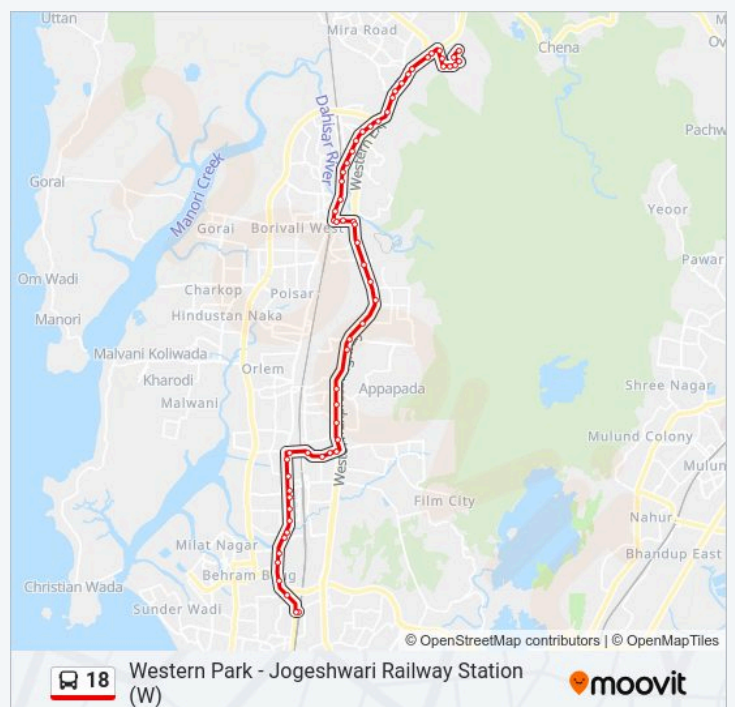 Uttan
Mira Road
Chena
Mo
Ov
Dahisar River
Western Ex
Pachw
Manori Creek
Gorai
Yeoor
Gorai
Borivali West
Pawar
Om Wadi
Charkop
Poisar
Manori
Hindustan Naka
Malvani Koliwada
Orlem
Kharodi
Appapada
Shree Nagar
Malwani
Mulund Colony
Mulun
Weste
Film City
Nahur
Milat Nagar
Bhandup East
Behram B
g
Christian Wada
Sunder Wadi
© OpenStreetMap contributors | © OpenMapTiles
18
Western Park - Jogeshwari Railway Station
(W)
moovit